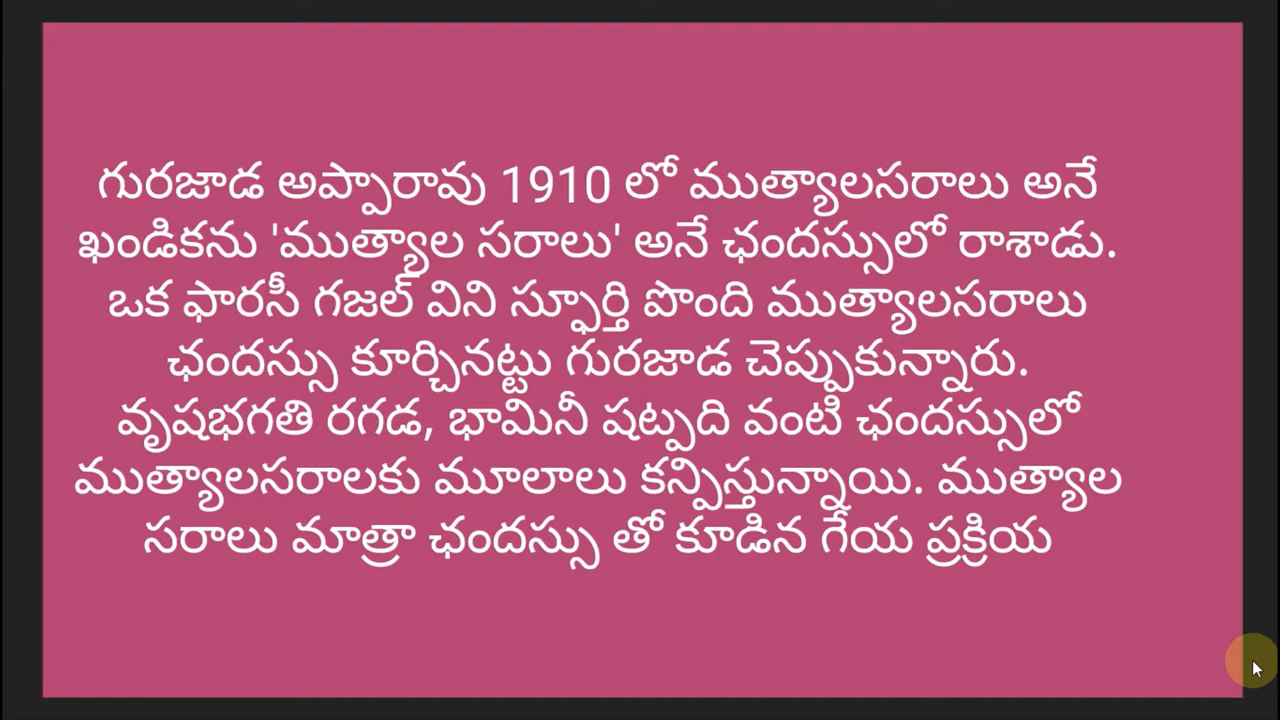 గురజాడ అప్పారావు 1910 లో ముత్యాలసరాలు అనే
ఖండికను 'ముత్యాల సరాలు' అనే ఛందస్సులో రాశాడు.
ఒక ఫారసీ గజల్ విని స్ఫూర్తి పొంది ముత్యాలసరాలు
ఛందస్సు కూర్చినట్టు గురజాడ చెప్పుకున్నారు.
వృషభగతి రగడ, భామినీ షట్పది వంటి ఛందస్సులో
ముత్యాలసరాలకు మూలాలు కన్పిస్తున్నాయి. ముత్యాల
సరాలు మాత్రా ఛందస్సు తో కూడిన గేయ ప్రక్రియ